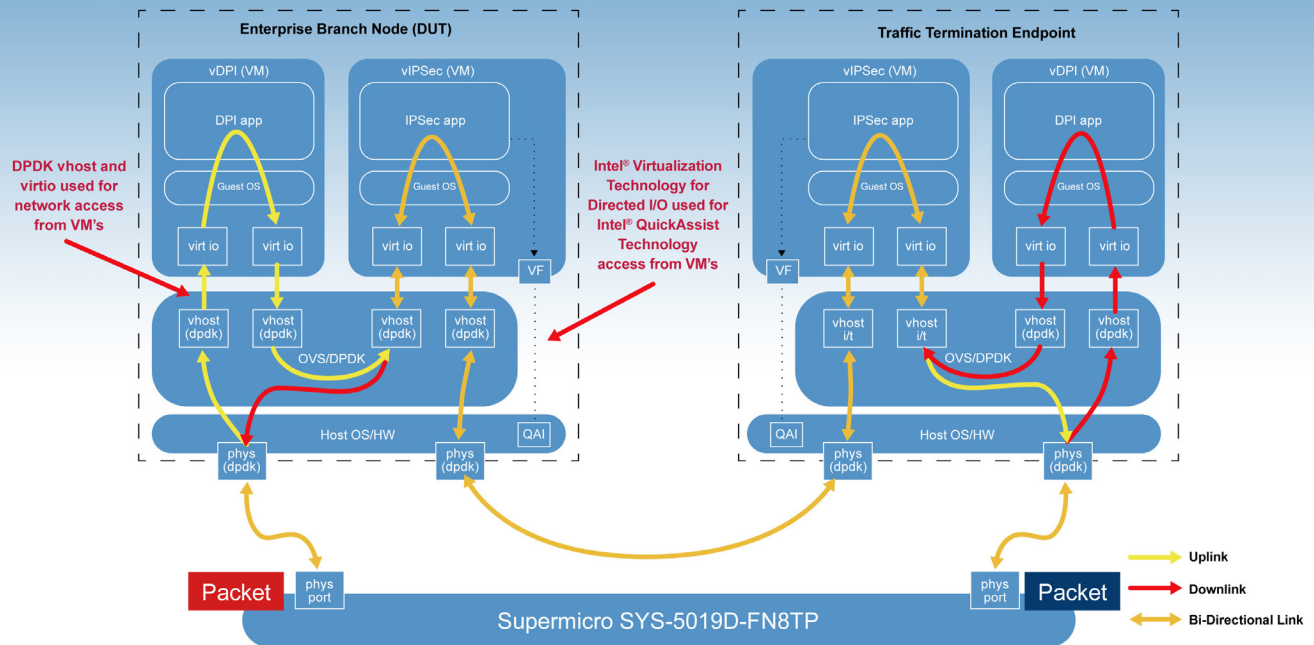 Enterprise Branch Node (DUT)
vDPI (VM)
DPI app
Guest OS
virt io
virt io
vIPSec (VM)
IPSec app
Guest OS
virt io
virt io
VF
DPDK vhost and
virtio used for
network access
from VM’s
vhost
(dpdk)
vhost
(dpdk)
vhost
(dpdk)
vhost
(dpdk)
OVS/DPDK
Host OS/HW
QAI
phys
(dpdk)
phys
(dpdk)
Intel® Virtualization
Technology for
Directed I/O used for
Intel® QuickAssist
Technology
access from VM’s
Traffic Termination Endpoint
vIPSec (VM)
IPSec app
Guest OS
virt io
virt io
VF
vDPI (VM)
DPI app
Guest OS
virt io
virt io
vhost
i/t
vhost
i/t
vhost
(dpdk)
vhost
(dpdk)
OVS/DPDK
QAI
Host OS/HW
phys
(dpdk)
phys
(dpdk)
Packet
phys
port
phys
port
Packet
Supermicro SYS-5019D-FN8TP
Uplink
Downlink
Bi-Directional Link